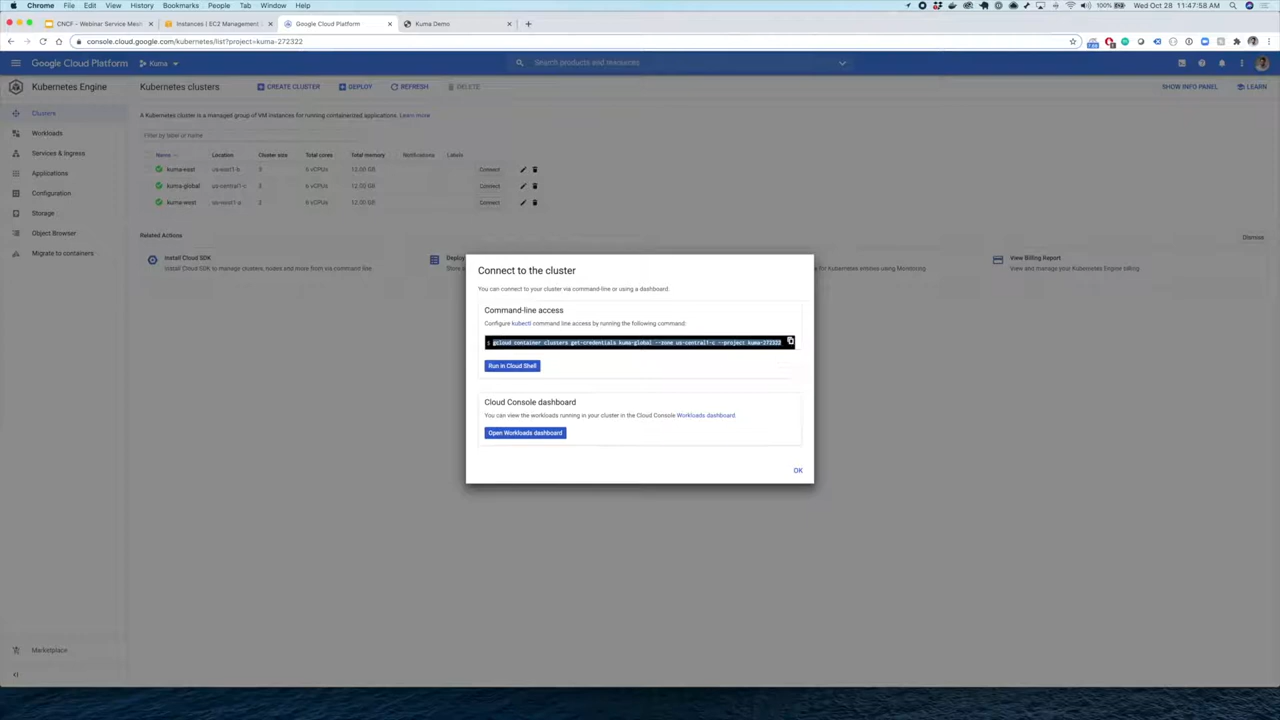 Chrome File Edit View History Bookmarks People Tab Window Help 100% Wed Oct 28 11:47:58 AM
CNCF – Webinar Service Mes Instances | EC2 Management Google Cloud Platform Kuma Demo
console.cloud.google.com/kubernetes/list?project=kuma-272322
Google Cloud Platform Kuma Search products and resources
Kubernetes Engine Kubernetes clusters CREATE CLUSTER DEPLOY REFRESH DELETE SHOW INFO PANEL LEARN
Clusters
Workloads
Services & Ingress
Applications
Configuration
Storage
Object Browser
Migrate to containers
Marketplace
A Kubernetes cluster is a managed group of VM instances for running containerized applications. Learn more
Filter by label or name
Name Location Cluster size Total cores Total memory Notifications Labels
kuma-east us-east1-b 3 6 vCPUs 12.00 GB Connect
kuma-global us-central1-c 3 6 vCPUs 12.00 GB Connect
kuma-west us-west1-a 3 6 vCPUs 12.00 GB Connect
Related Actions Dismiss
Install Cloud SDK
Install Cloud SDK to manage clusters, nodes and more from via command line
Deploy
for Kubernetes Engine using Monitoring
View Billing Report
View and manage your Kubernetes Engine billing
Connect to the cluster
You can connect to your cluster via command-line or using a dashboard.
Command-line access
Configure kubectl command line access by running the following command:
$ gcloud container clusters get-credentials kuma-global --zone us-central1-c --project kuma-272322
Run in Cloud Shell
Cloud Console dashboard
You can view the workloads running in your cluster in the Cloud Console Workloads dashboard
Open Workloads dashboard
OK